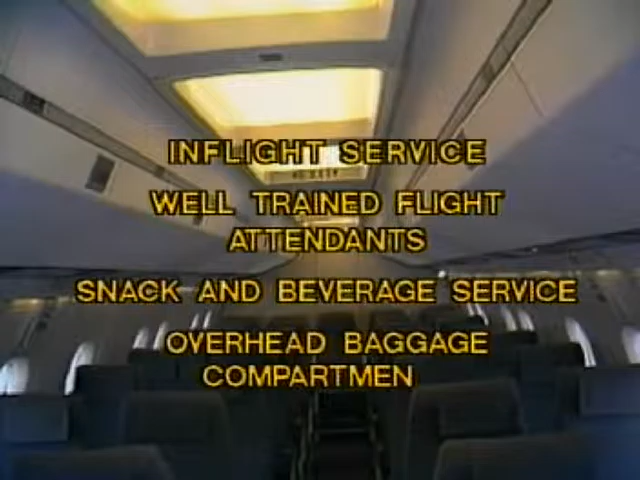 INFLIGHT SERVICE
WELL TRAINED FLIGHT
ATTENDANTS
SNACK AND BEVERAGE SERVICE
OVERHEAD BAGGAGE
COMPARTMEN